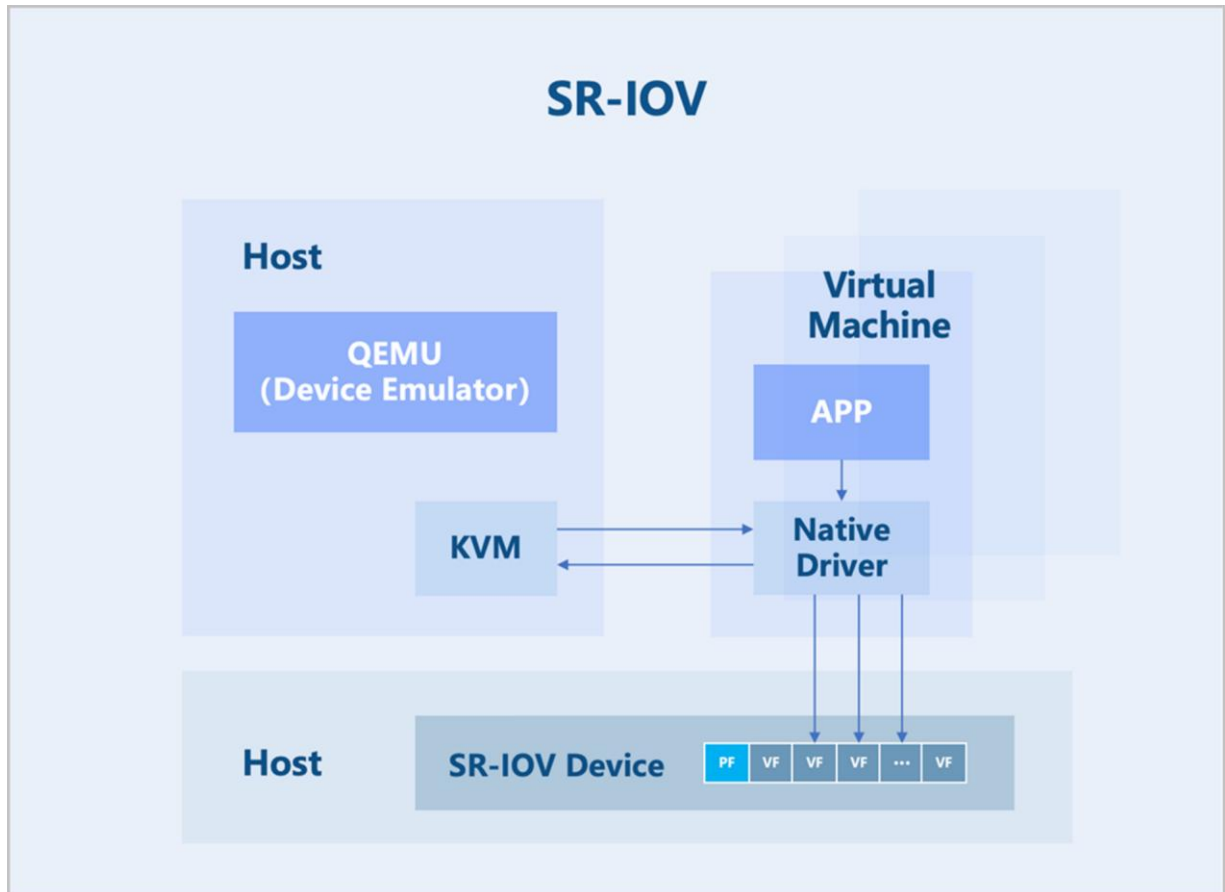 SR-IOV
Host
QEMU
(Device Emulator)
KVM
Virtual
Machine
APP
Native
Driver
Host
SR-IOV Device
PF VF VF VF ··· VF